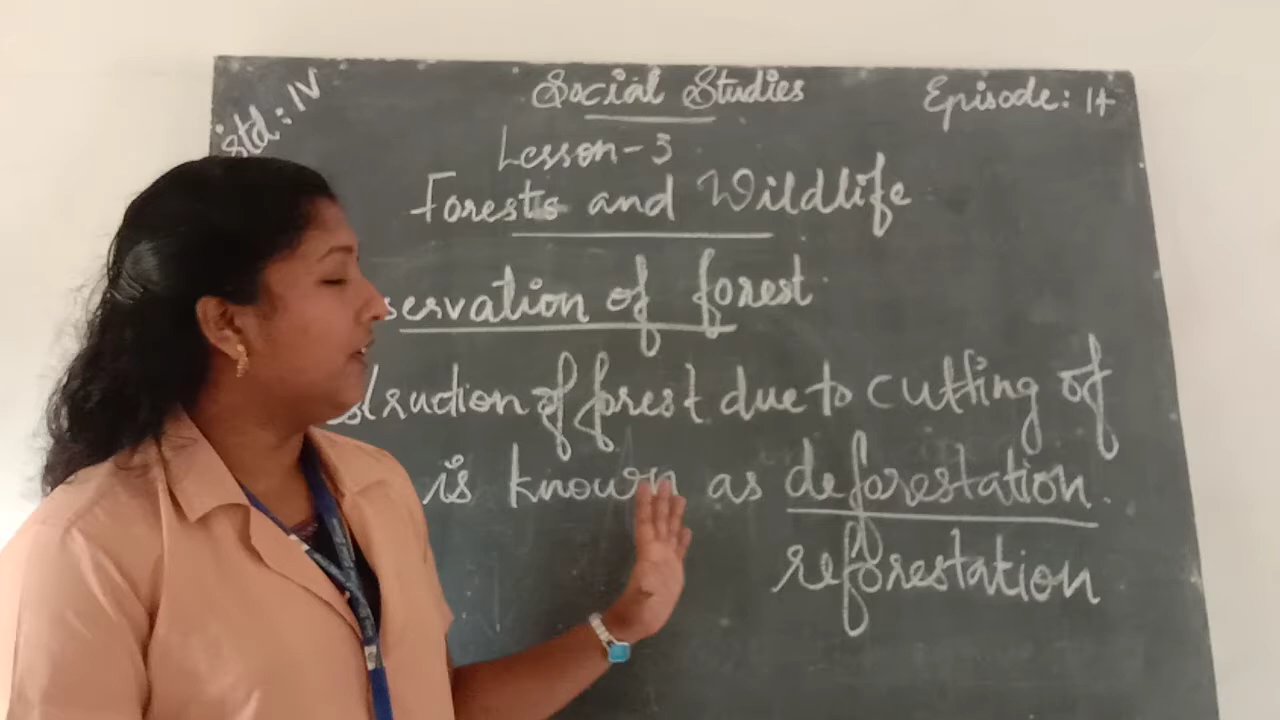 Std: IV
Social Studies
Episode: 14
Lesson - 3
Forests and Wildlife
servation of forest
struction of forest due to cutting of
is known as deforestation.
reforestation